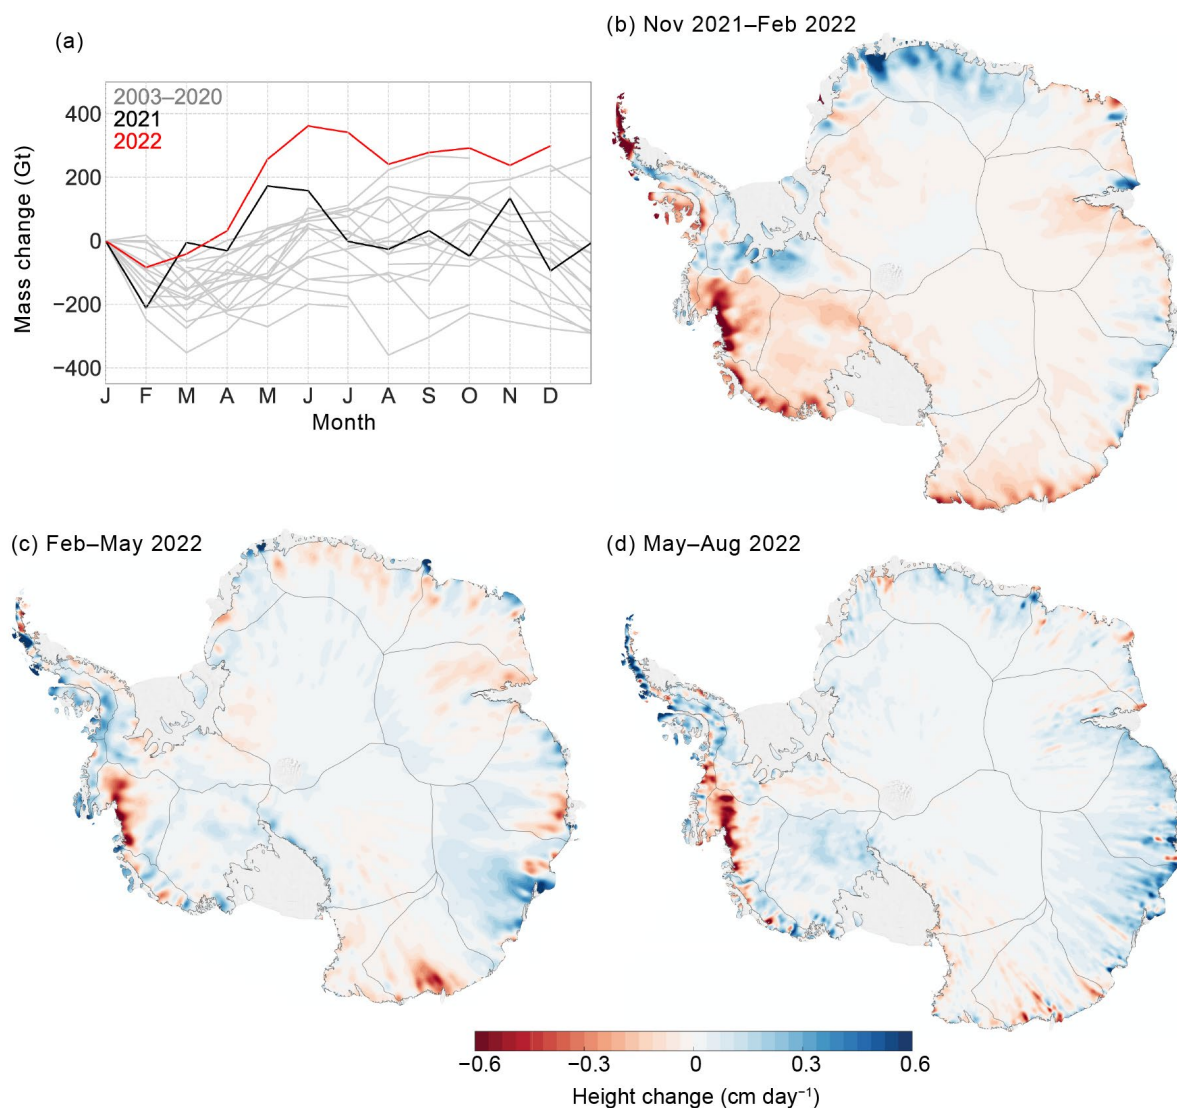 (a)
2003–2020
2021
2022
400
200
0
−200
−400
Mass change (Gt)
J F M A M J J A S O N D
Month
(b) Nov 2021–Feb 2022
(c) Feb–May 2022
(d) May–Aug 2022
−0.6 −0.3 0 0.3 0.6
Height change (cm day⁻¹)